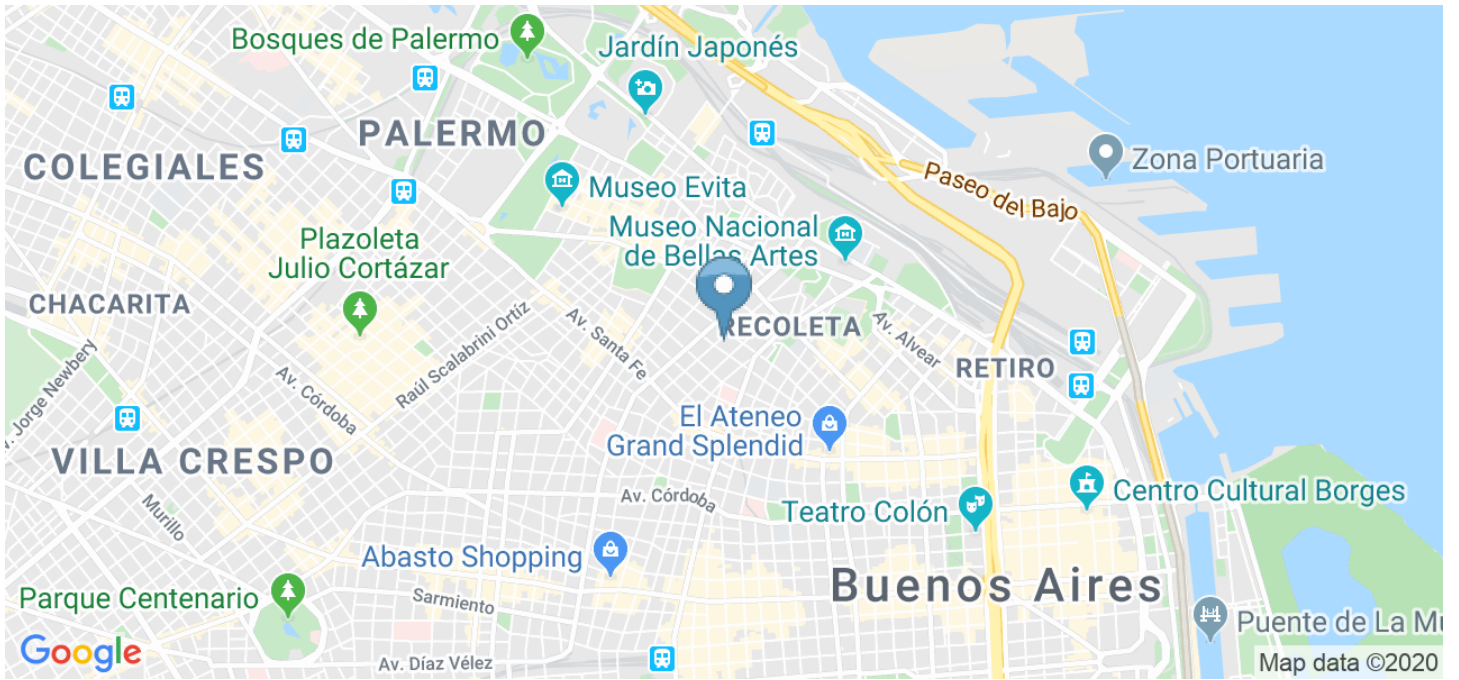 Bosques de Palermo
Jardín Japonés
PALERMO
COLEGIALES
Zona Portuaria
Museo Evita
Paseo del Bajo
Museo Nacional
de Bellas Artes
Plazoleta
Julio Cortázar
CHACARITA
RECOLETA
Av. Santa Fe
Av. Alvear
Raúl Scalabrini Ortíz
RETIRO
v. Jorge Newbery
Av. Córdoba
El Ateneo
Grand Splendid
VILLA CRESPO
Av. Córdoba
Centro Cultural Borges
Murillo
Teatro Colón
Abasto Shopping
Buenos Aires
Parque Centenario
Sarmiento
Puente de La Mu
Google
Av. Díaz Vélez
Map data ©2020